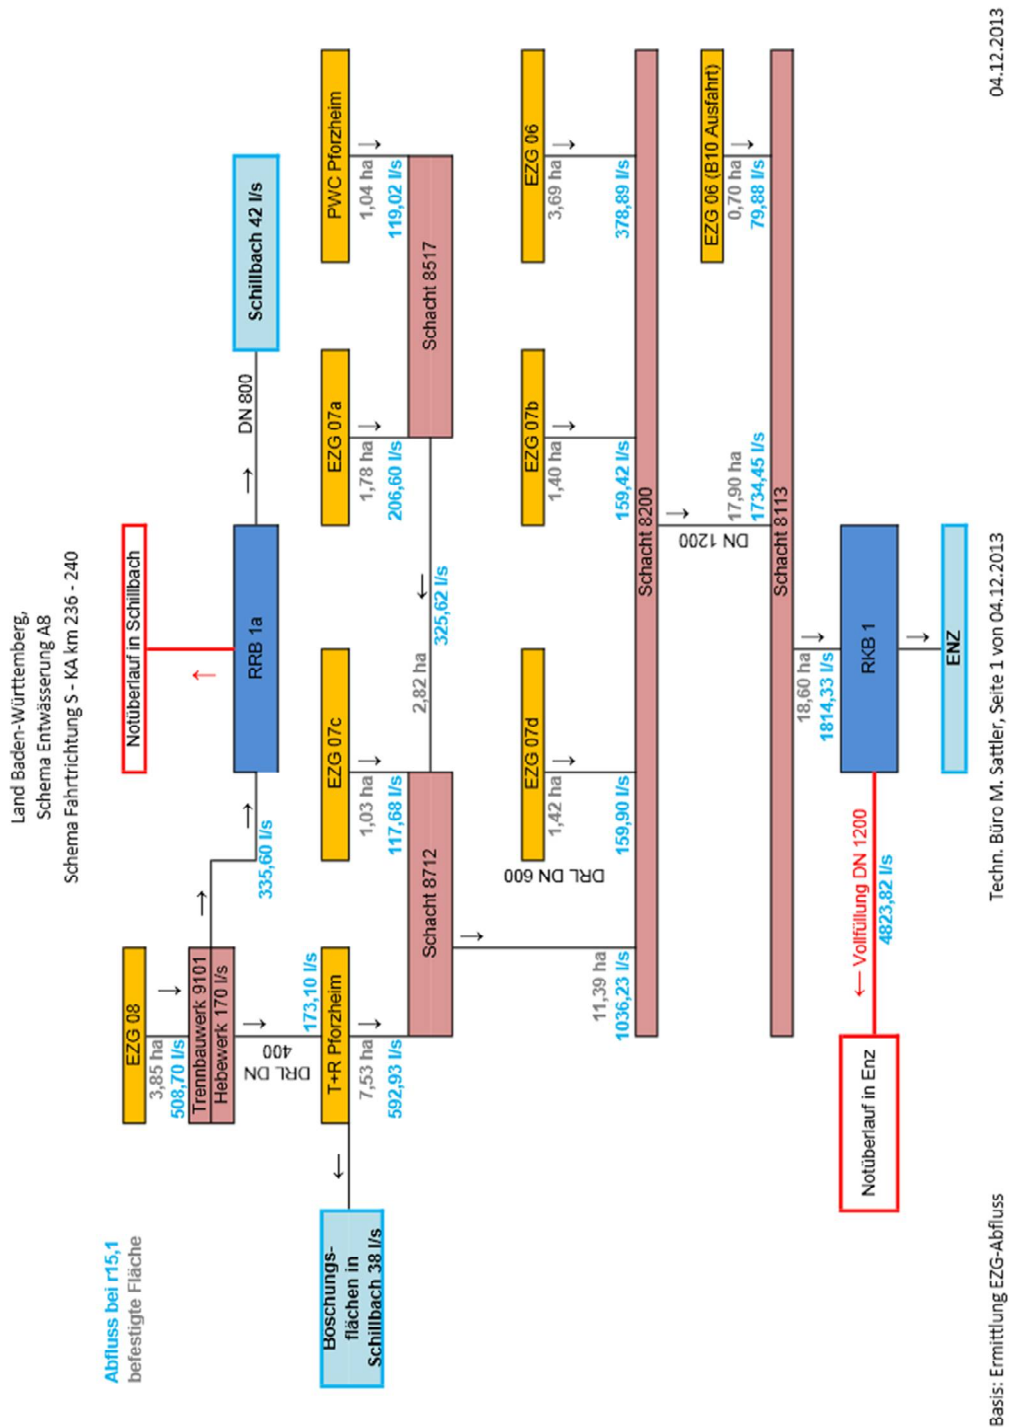 Land Baden-Württemberg,
Schema Entwässerung A8
Schema Fahrtrichtung S - KA km 236 - 240
Abfluss bei r15,1
befestigte Fläche
EZG 08
3,85 ha
508,70 l/s
Trennbauwerk 9101
Hebewerk 170 l/s
335,60 l/s
Notüberlauf in Schillbach
RRB 1a
DN 800
Schillbach 42 l/s
DRL DN
400
173,10 l/s
Böschungs-
flächen in
Schillbach 38 l/s
T+R Pforzheim
7,53 ha
592,93 l/s
EZG 07c
1,03 ha
117,68 l/s
EZG 07a
1,78 ha
206,60 l/s
PWC Pforzheim
1,04 ha
119,02 l/s
Schacht 8712
2,82 ha
325,62 l/s
Schacht 8517
DRL DN 600
11,39 ha
1036,23 l/s
EZG 07d
1,42 ha
159,90 l/s
EZG 07b
1,40 ha
159,42 l/s
EZG 06
3,69 ha
378,89 l/s
Schacht 8200
DN 1200
17,90 ha
1734,45 l/s
EZG 06 (B10 Ausfahrt)
0,70 ha
79,88 l/s
Schacht 8113
18,60 ha
1814,33 l/s
Notüberlauf in Enz
← Vollfüllung DN 1200
4823,82 l/s
RKB 1
ENZ
Basis: Ermittlung EZG-Abfluss
Techn. Büro M. Sattler, Seite 1 von 04.12.2013
04.12.2013